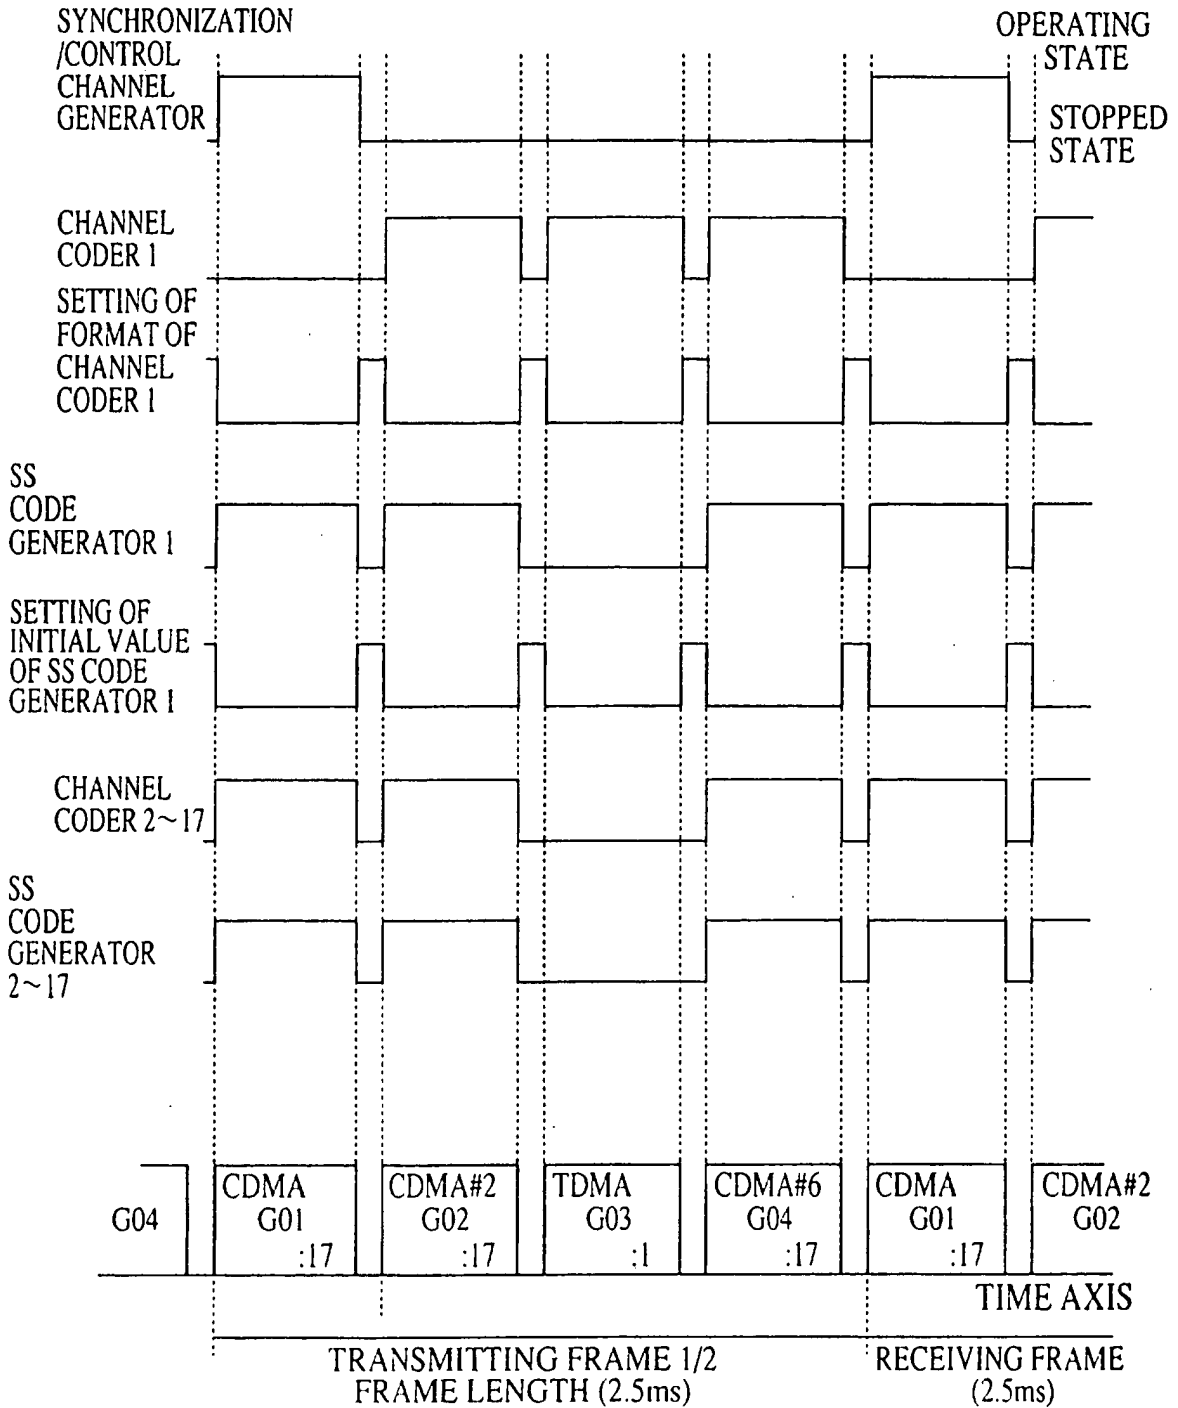 SYNCHRONIZATION
/CONTROL
CHANNEL
GENERATOR
OPERATING
STATE
STOPPED
STATE
CHANNEL
CODER 1
SETTING OF
FORMAT OF
CHANNEL
CODER 1
SS
CODE
GENERATOR 1
SETTING OF
INITIAL VALUE
OF SS CODE
GENERATOR 1
CHANNEL
CODER 2~17
SS
CODE
GENERATOR
2~17
G04
CDMA
G01
:17
CDMA#2
G02
:17
TDMA
G03
:1
CDMA#6
G04
:17
CDMA
G01
:17
CDMA#2
G02
TIME AXIS
TRANSMITTING FRAME 1/2
FRAME LENGTH (2.5ms)
RECEIVING FRAME
(2.5ms)